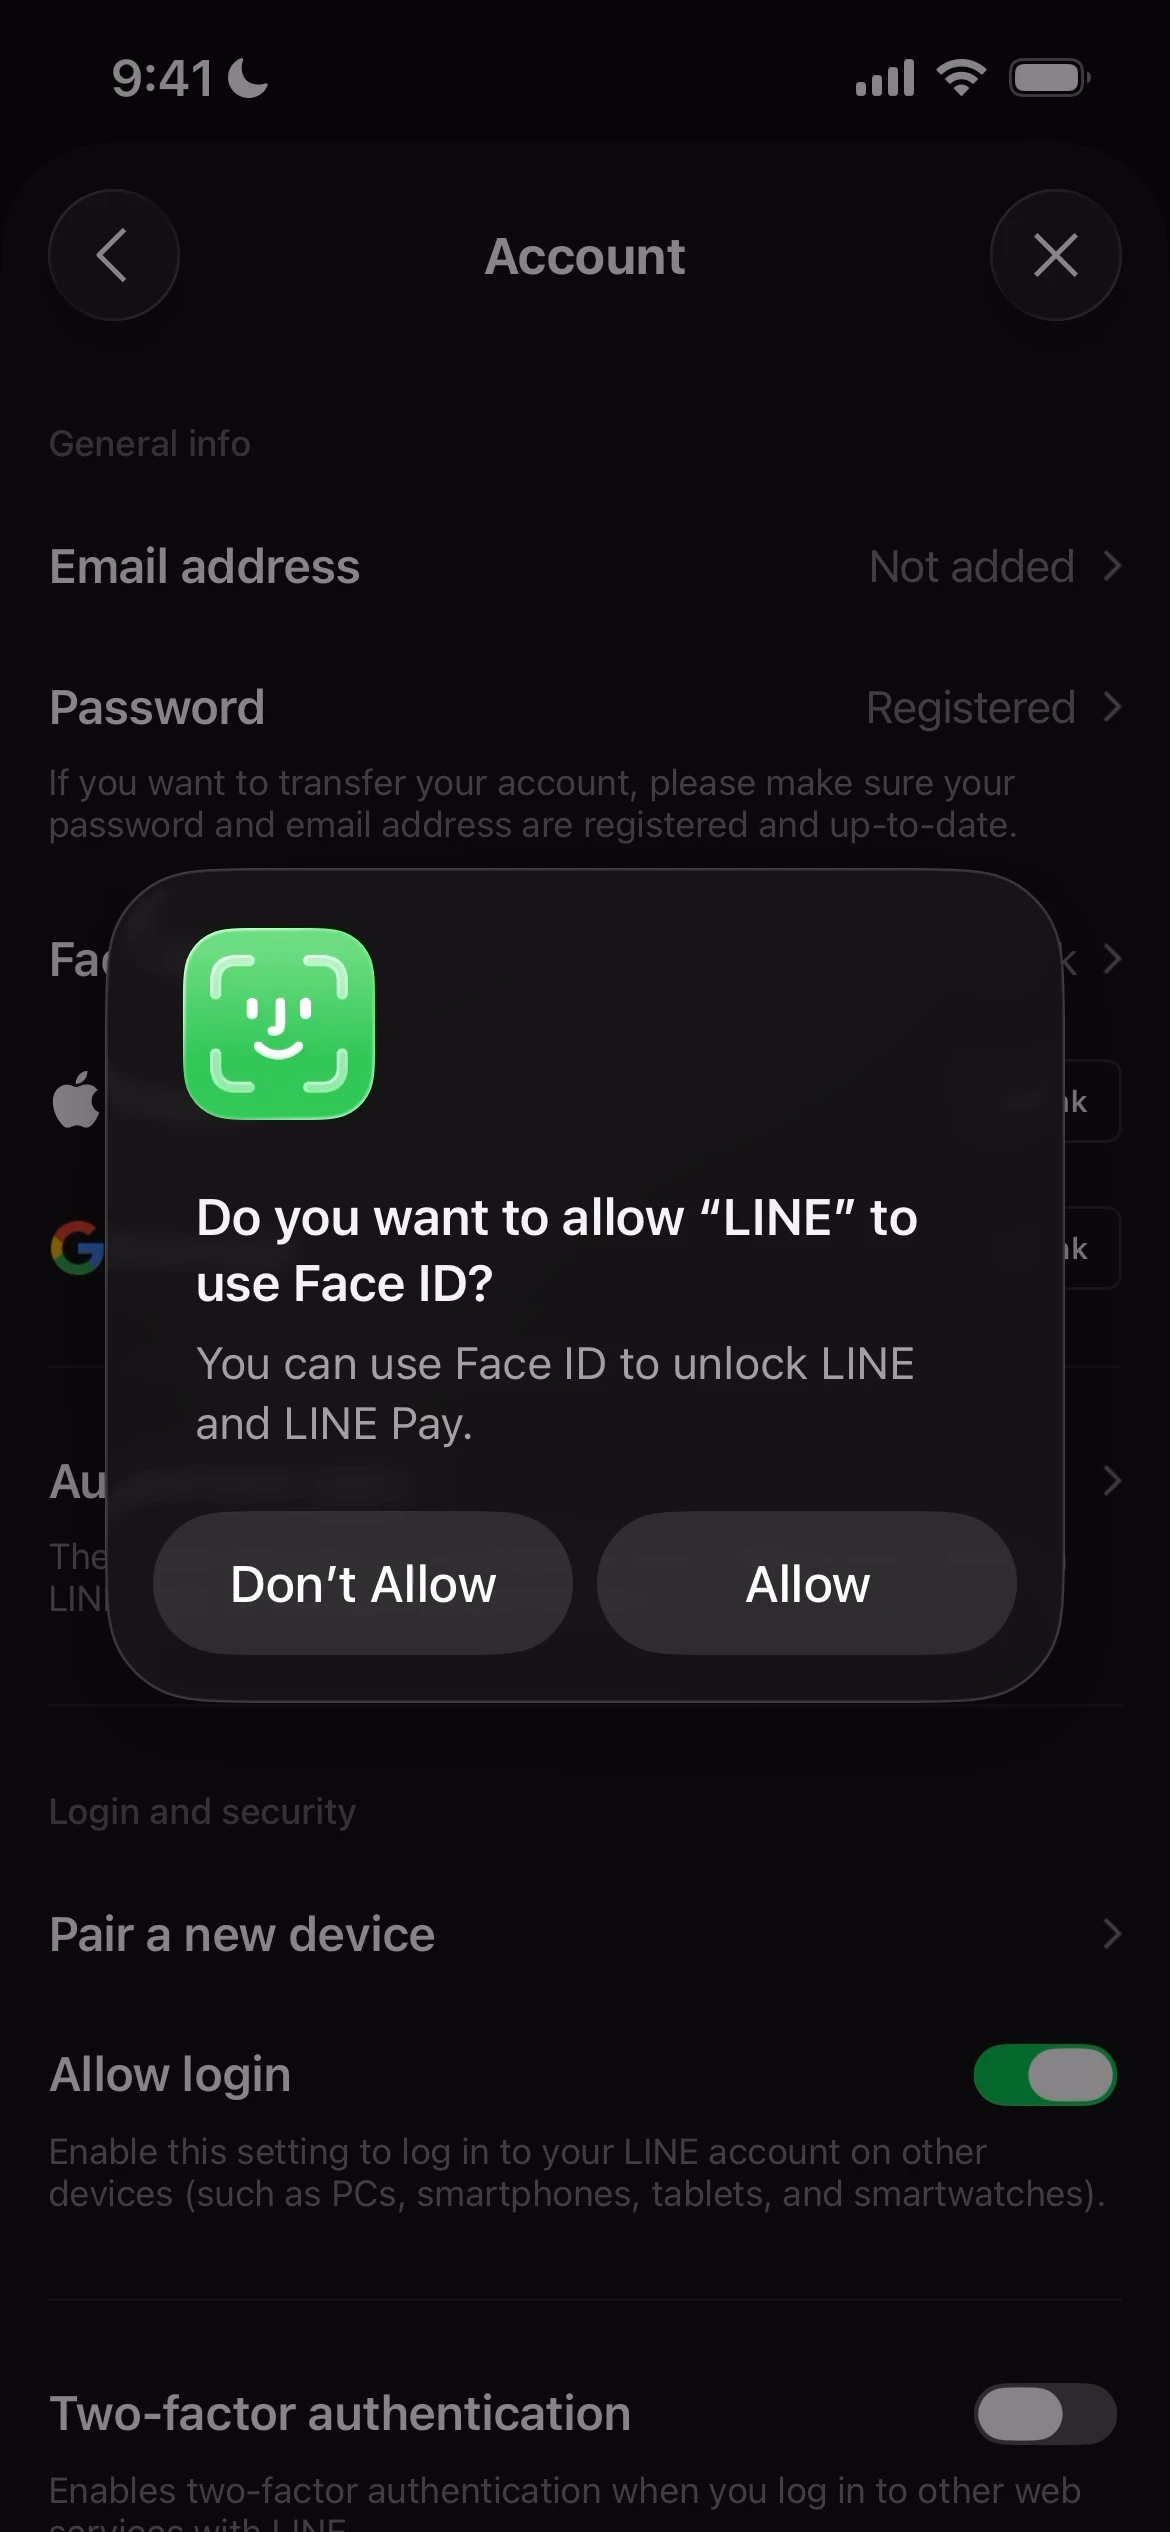 9:41
Account
General info
Email address
Not added
Password
Registered
If you want to transfer your account, please make sure your
password and email address are registered and up-to-date.
Do you want to allow “LINE” to
use Face ID?
You can use Face ID to unlock LINE
and LINE Pay.
The
Don’t Allow
Allow
Login and security
Pair a new device
Allow login
Enable this setting to log in to your LINE account on other
devices (such as PCs, smartphones, tablets, and smartwatches).
Two-factor authentication
Enables two-factor authentication when you log in to other web
services with LINE